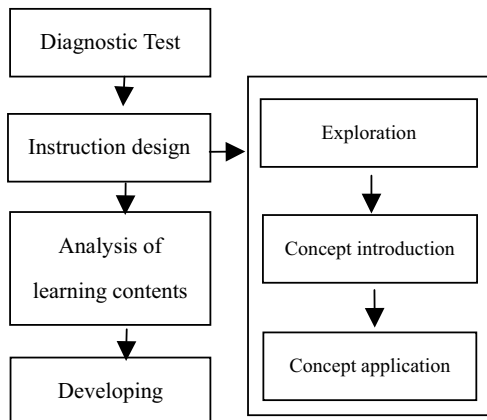 Diagnostic Test
Instruction design
Analysis of
learning contents
Developing
Exploration
Concept introduction
Concept application